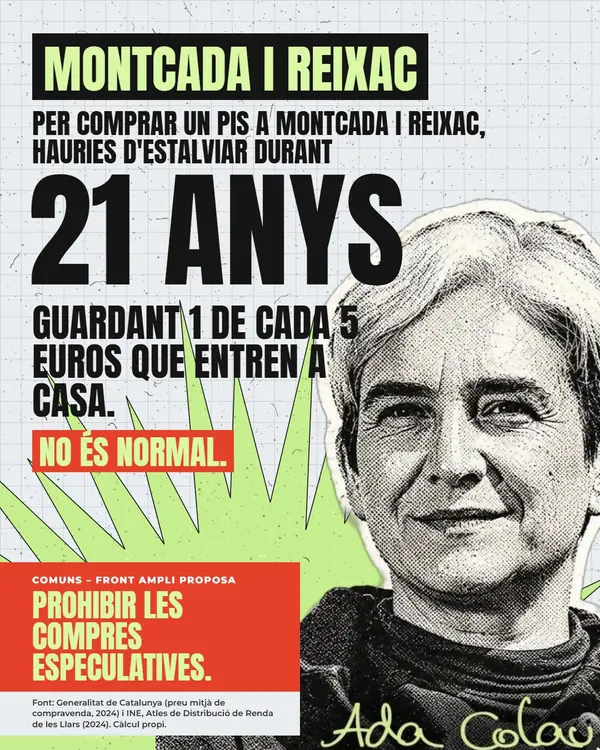 MONTCADA I REIXAC
PER COMPRAR UN PIS A MONTCADA I REIXAC,
HAURIES D'ESTALVIAR DURANT
21 ANYS
GUARDANT 1 DE CADA 5
EUROS QUE ENTREN A
CASA.
NO ÉS NORMAL.
COMUNS – FRONT AMPLI PROPOSA
PROHIBIR LES
COMPRES
ESPECULATIVES.
Font: Generalitat de Catalunya (preu mitjà de
compravenda, 2024) i INE, Atles de Distribució de Renda
de les Llars (2024). Càlcul propi.
Ada Colau